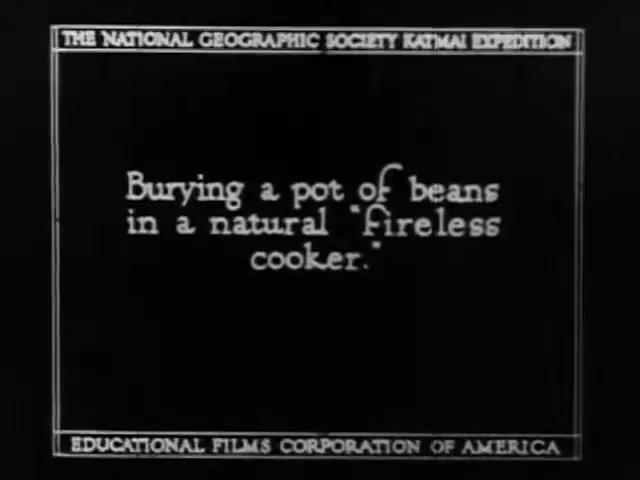 THE NATIONAL GEOGRAPHIC SOCIETY KATMAI EXPEDITION
Burying a pot of beans
in a natural "fireless
cooker."
EDUCATIONAL FILMS CORPORATION OF AMERICA